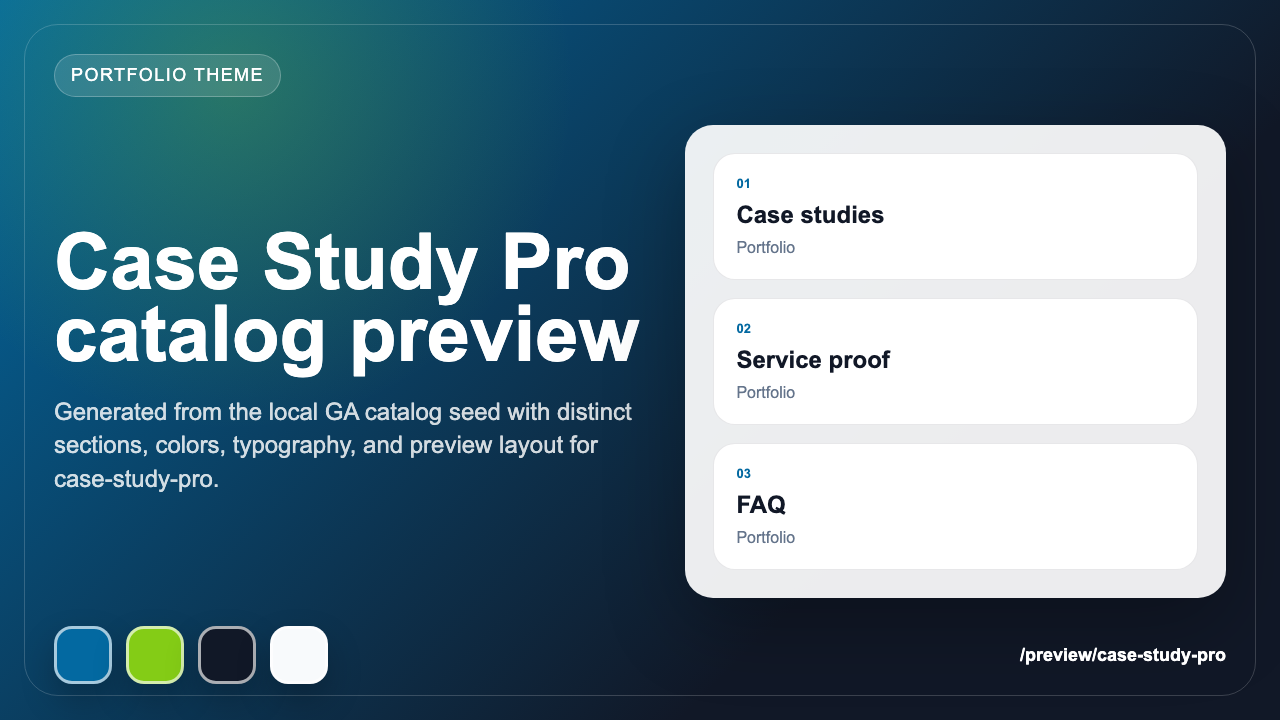 PORTFOLIO THEME
Case Study Pro
catalog preview
Generated from the local GA catalog seed with distinct
sections, colors, typography, and preview layout for
case-study-pro.
01
Case studies
Portfolio
02
Service proof
Portfolio
03
FAQ
Portfolio
/preview/case-study-pro